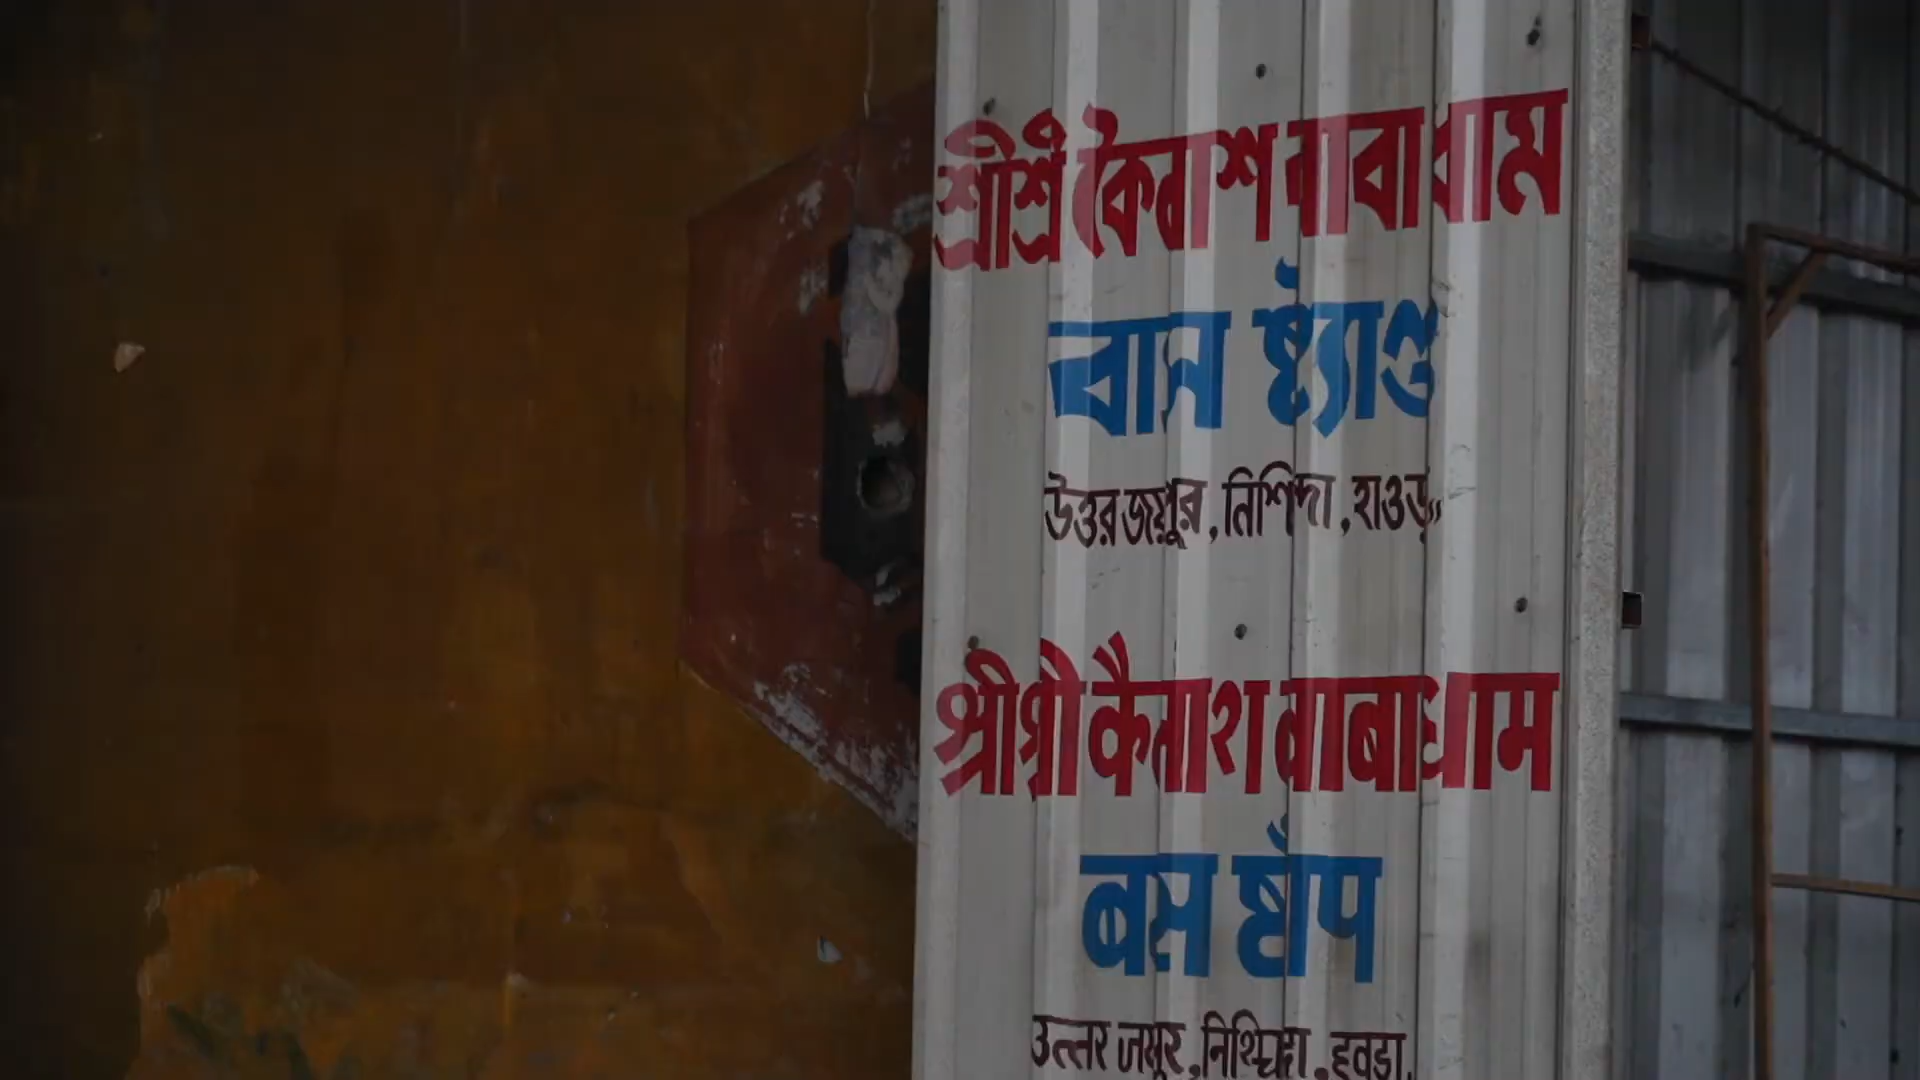 শ্রীশ্রী কৈলাশ বাবাধাম
বাস ষ্ট্যাণ্ড
উত্তর জয়পুর, নিশিন্দা, হাওড়া
श्रीश्री कैलाश बाबाधाम
बस ष्टॉप
उत्तर जयपुर, हवड़ा